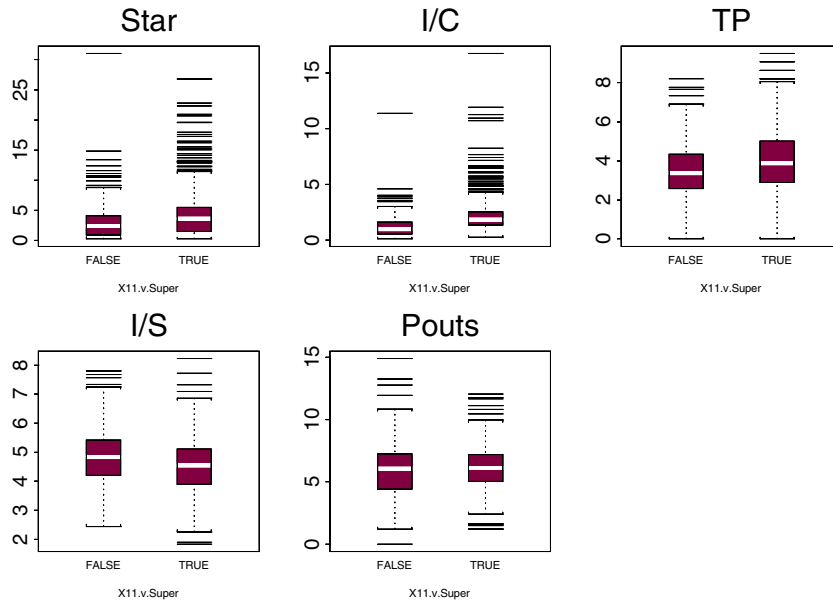 Star
I/C
TP
0 5 15 25
0 5 10 15
0 2 4 6 8
FALSE TRUE
FALSE TRUE
FALSE TRUE
X11.v.Super
X11.v.Super
X11.v.Super
I/S
Pouts
2 3 4 5 6 7 8
0 5 10 15
FALSE TRUE
FALSE TRUE
X11.v.Super
X11.v.Super